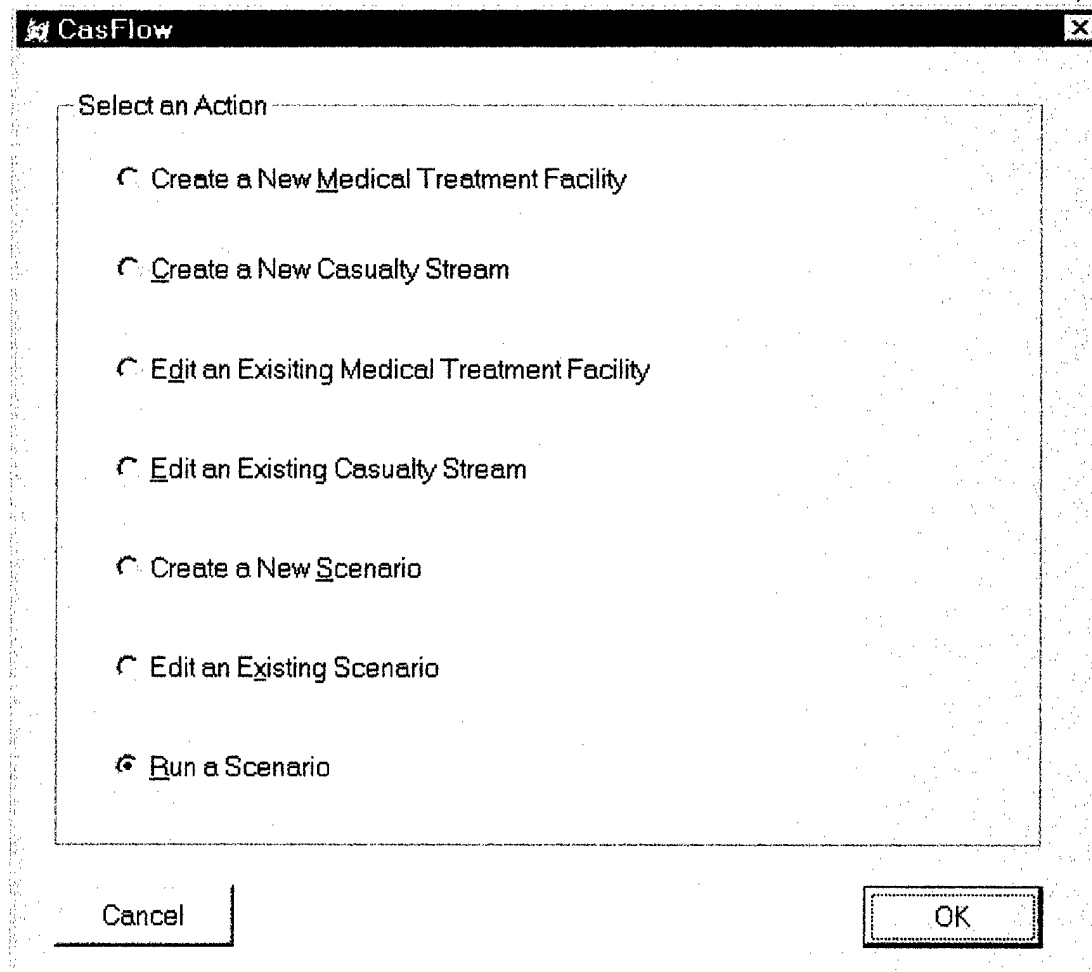 CasFlow
Select an Action
Create a New Medical Treatment Facility
Create a New Casualty Stream
Edit an Exisiting Medical Treatment Facility
Edit an Existing Casualty Stream
Create a New Scenario
Edit an Existing Scenario
Run a Scenario
Cancel
OK